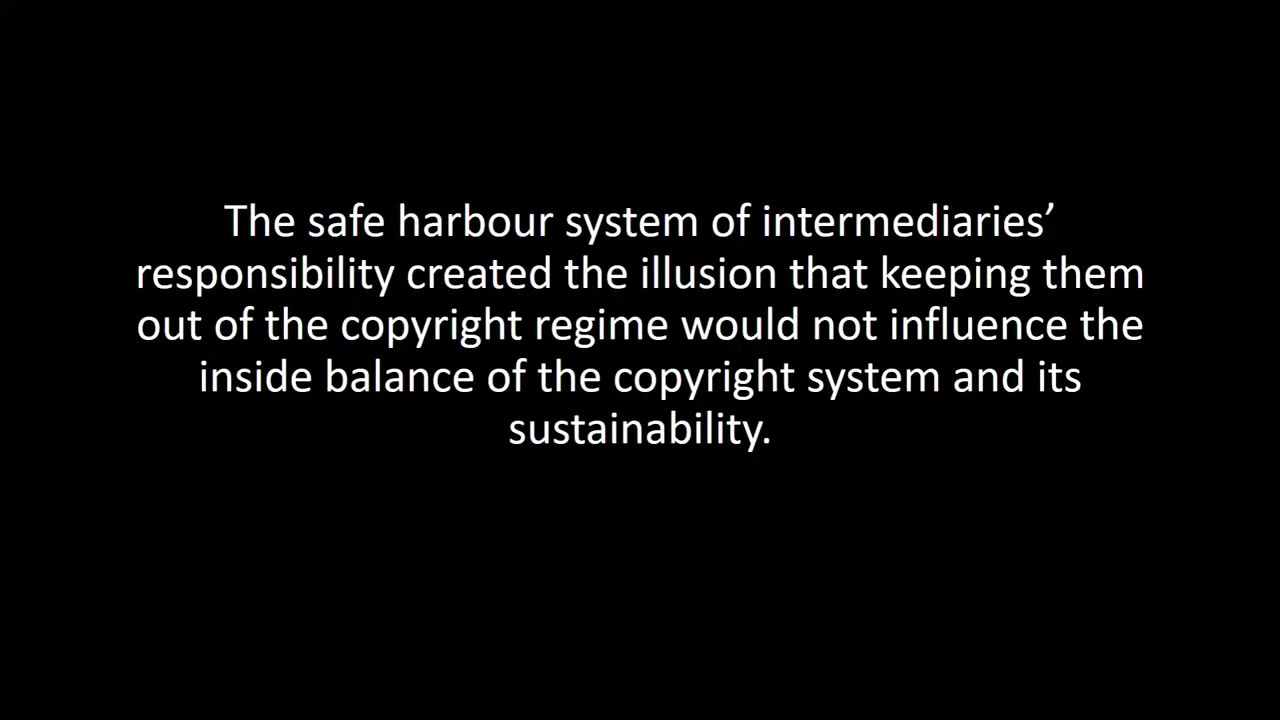 The safe harbour system of intermediaries’
responsibility created the illusion that keeping them
out of the copyright regime would not influence the
inside balance of the copyright system and its
sustainability.